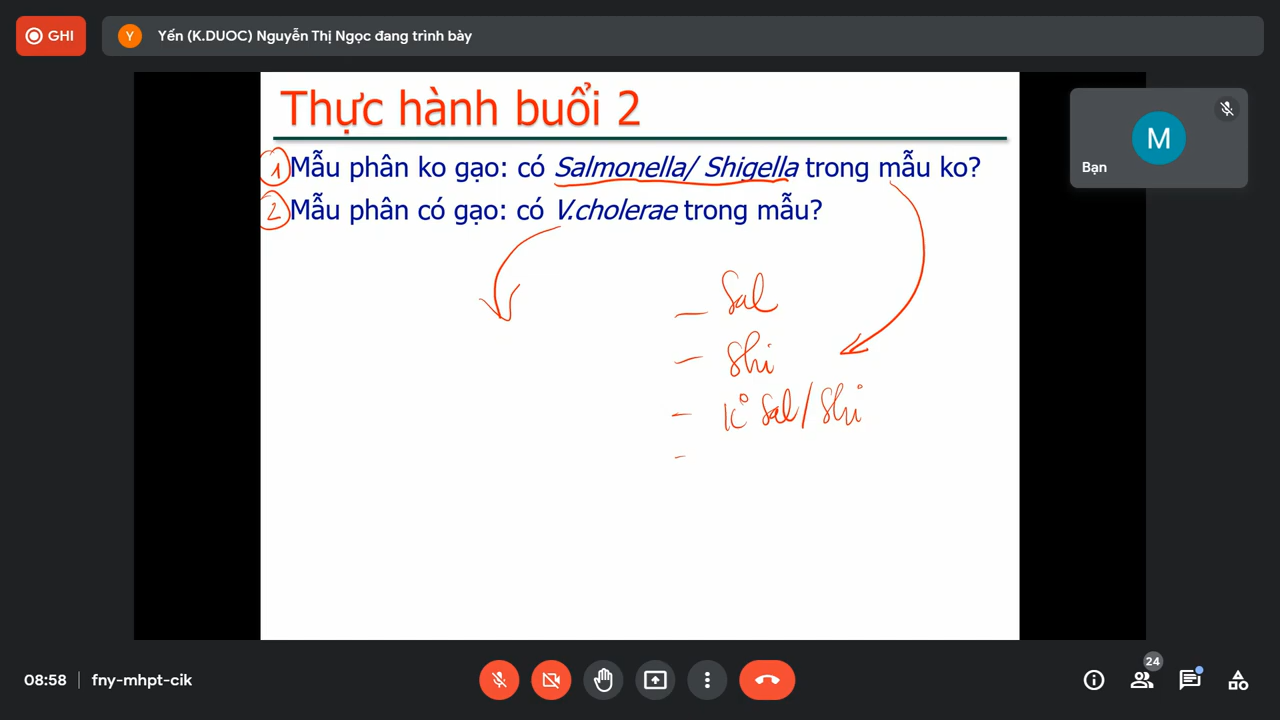 GHI
Y Yến (K.DUOC) Nguyễn Thị Ngọc đang trình bày
Thực hành buổi 2
1 Mẫu phân ko gạo: có Salmonella/ Shigella trong mẫu ko?
2 Mẫu phân có gạo: có V.cholerae trong mẫu?
M
Bạn
- Sal
- Shi
- K° Sal/Shi
-
08:58 fny-mhpt-cik
24